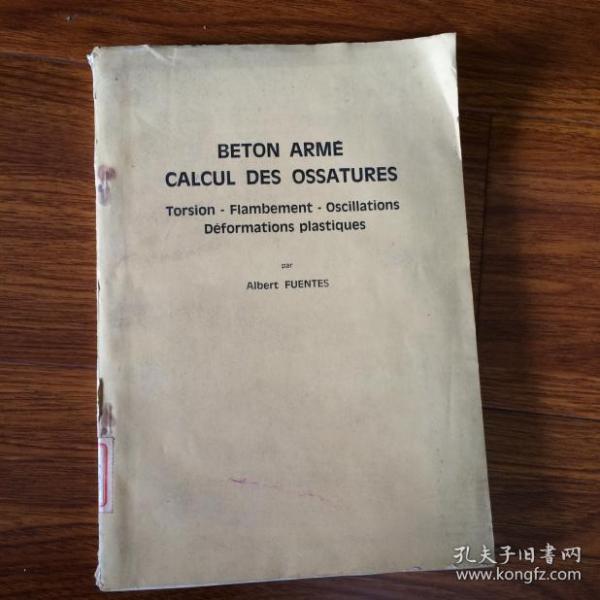 BETON ARMÉ
CALCUL DES OSSATURES
Torsion - Flambement - Oscillations
Déformations plastiques
par
Albert FUENTES
孔夫子旧书网
www.kongfz.com